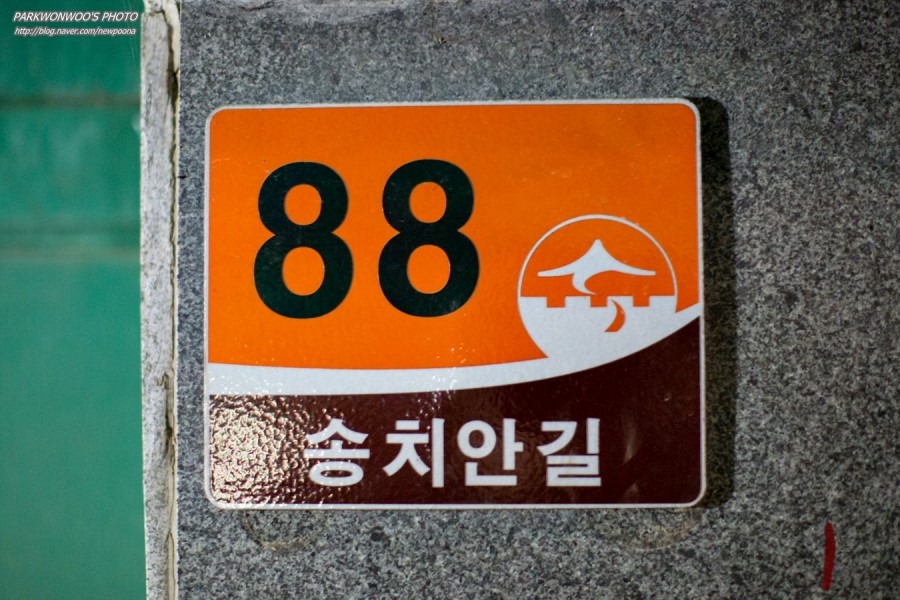 PARKWONWOO'S PHOTO
http://blog.naver.com/newpoona
88
송치안길